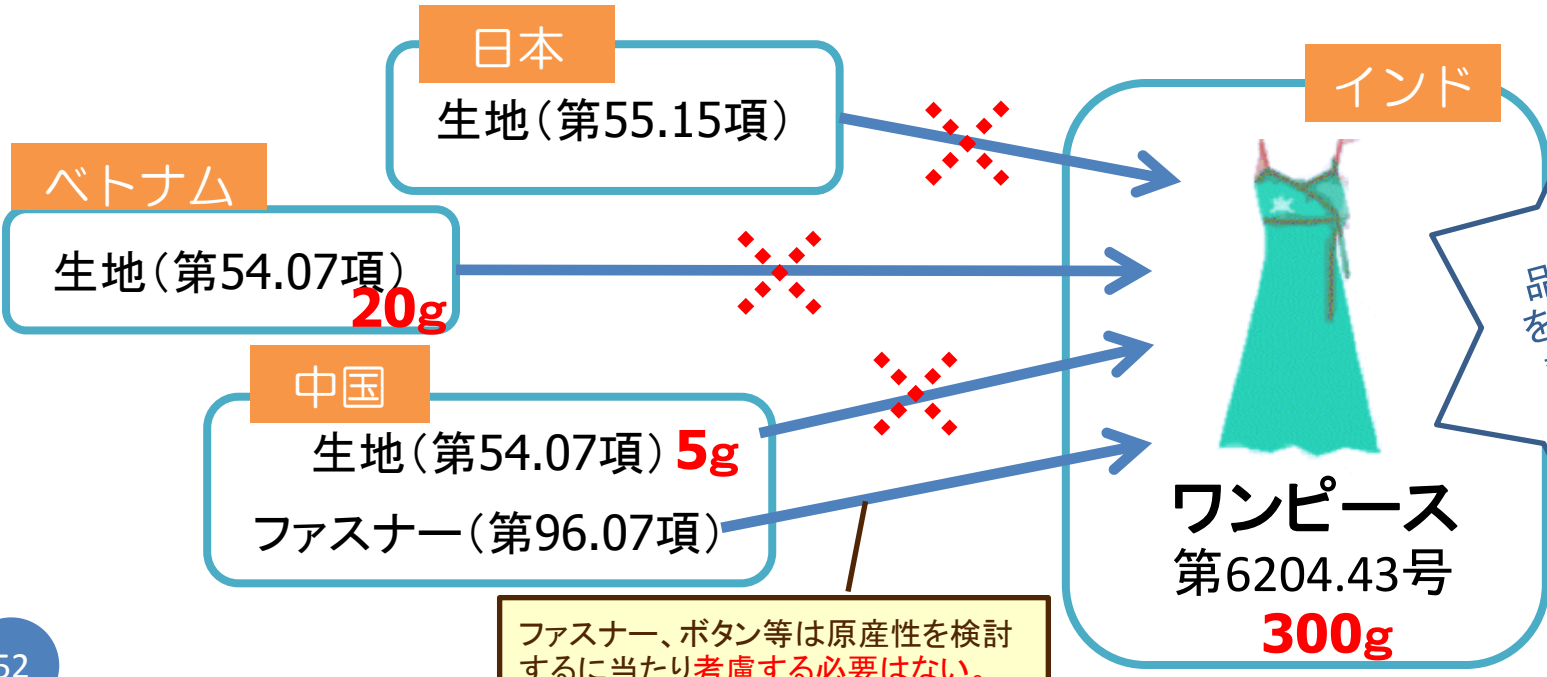 日本
生地（第55.15項）
インド
ベトナム
生地（第54.07項）
20g
中国
生地（第54.07項）5g
ファスナー（第96.07項）
ワンピース
第6204.43号
300g
ファスナー、ボタン等は原産性を検討
するに当たり考慮する必要はない。
品
を
52